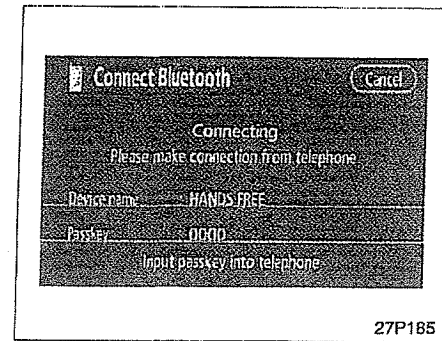 Connect Bluetooth Cancel
Connecting
Please make connection from telephone
Device name HANDS FREE
Passkey 0000
Input passkey into telephone
27P185